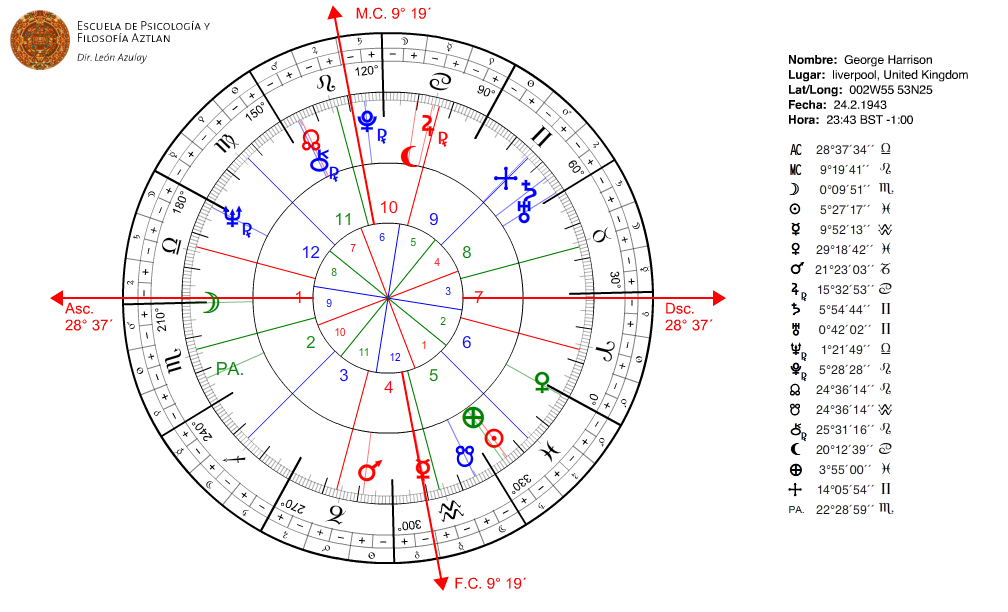 ESCUELA DE PSICOLOGÍA Y
FILOSOFÍA AZTLAN
Dir. León Azulay
M.C. 9° 19´
Nombre: George Harrison
Lugar: liverpool, United Kingdom
Lat/Long: 002W55 53N25
Fecha: 24.2.1943
Hora: 23:43 BST -1:00
AC 28°37´34´´ ♎
MC 9°19´41´´ ♌
☽ 0°09´51´´ ♏
☉ 5°27´17´´ ♓
☿ 9°52´13´´ ♒
♀ 29°18´42´´ ♓
♂ 21°23´03´´ ♑
♃℞ 15°32´53´´ ♋
♄ 5°54´44´´ ♊
♅ 0°42´02´´ ♊
♆℞ 1°21´49´´ ♎
♇℞ 5°28´28´´ ♌
☊ 24°36´14´´ ♌
☋ 24°36´14´´ ♒
⚷℞ 25°31´16´´ ♌
☾ 20°12´39´´ ♋
⊕ 3°55´00´´ ♓
☩ 14°05´54´´ ♊
PA. 22°28´59´´ ♏
120°
90°
150°
60°
180°
30°
210°
0°
240°
330°
270°
300°
Asc.
28° 37´
Dsc.
28° 37´
PA.
10
11
9
12
8
1
7
2
6
3
5
4
6
7
5
8
4
9
3
10
2
11
1
12
F.C. 9° 19´